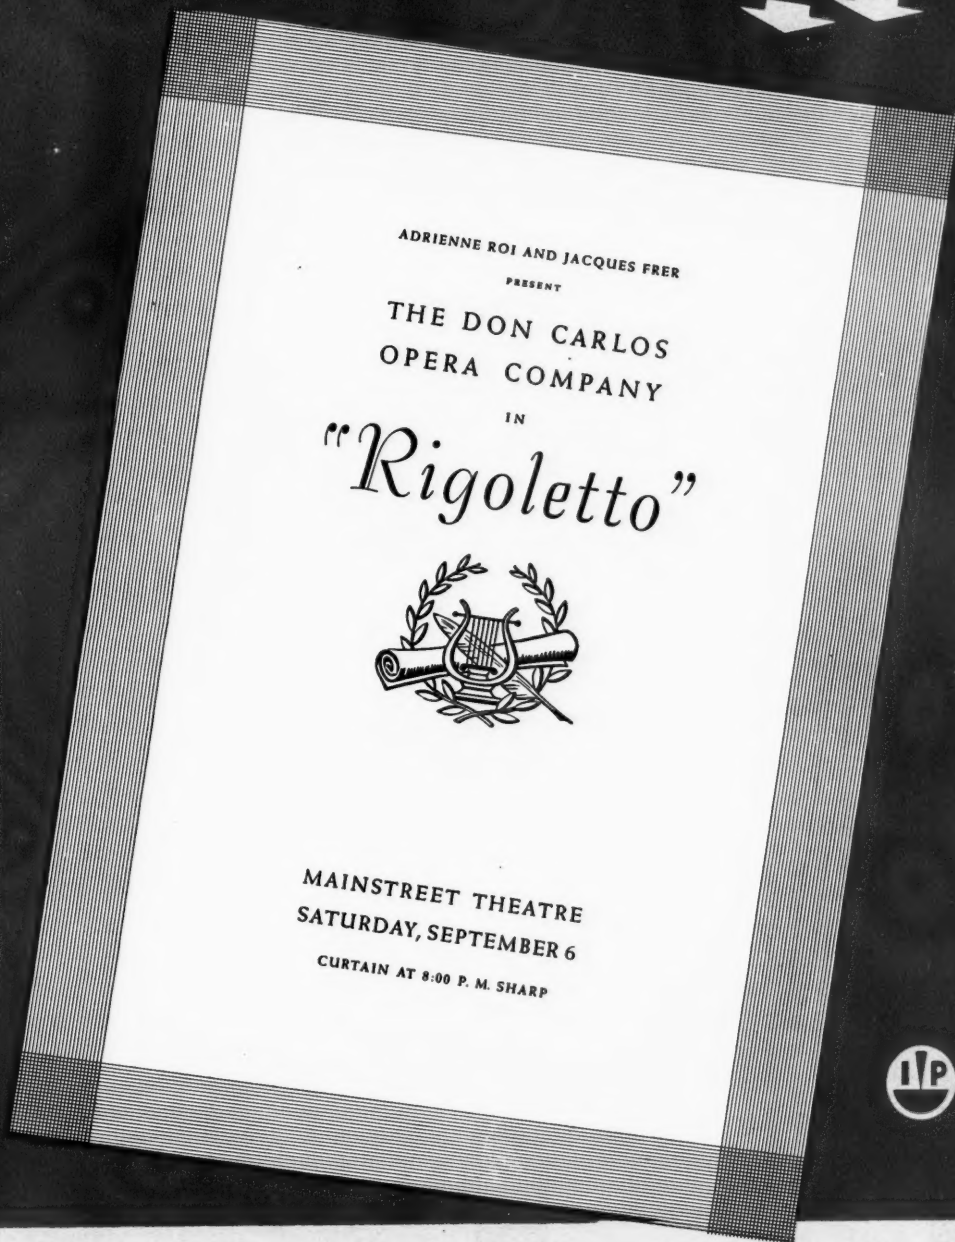 ADRIENNE ROI AND JACQUES FRER
PRESENT
THE DON CARLOS
OPERA COMPANY
IN
"Rigoletto"
MAINSTREET THEATRE
SATURDAY, SEPTEMBER 6
CURTAIN AT 8:00 P. M. SHARP
IP